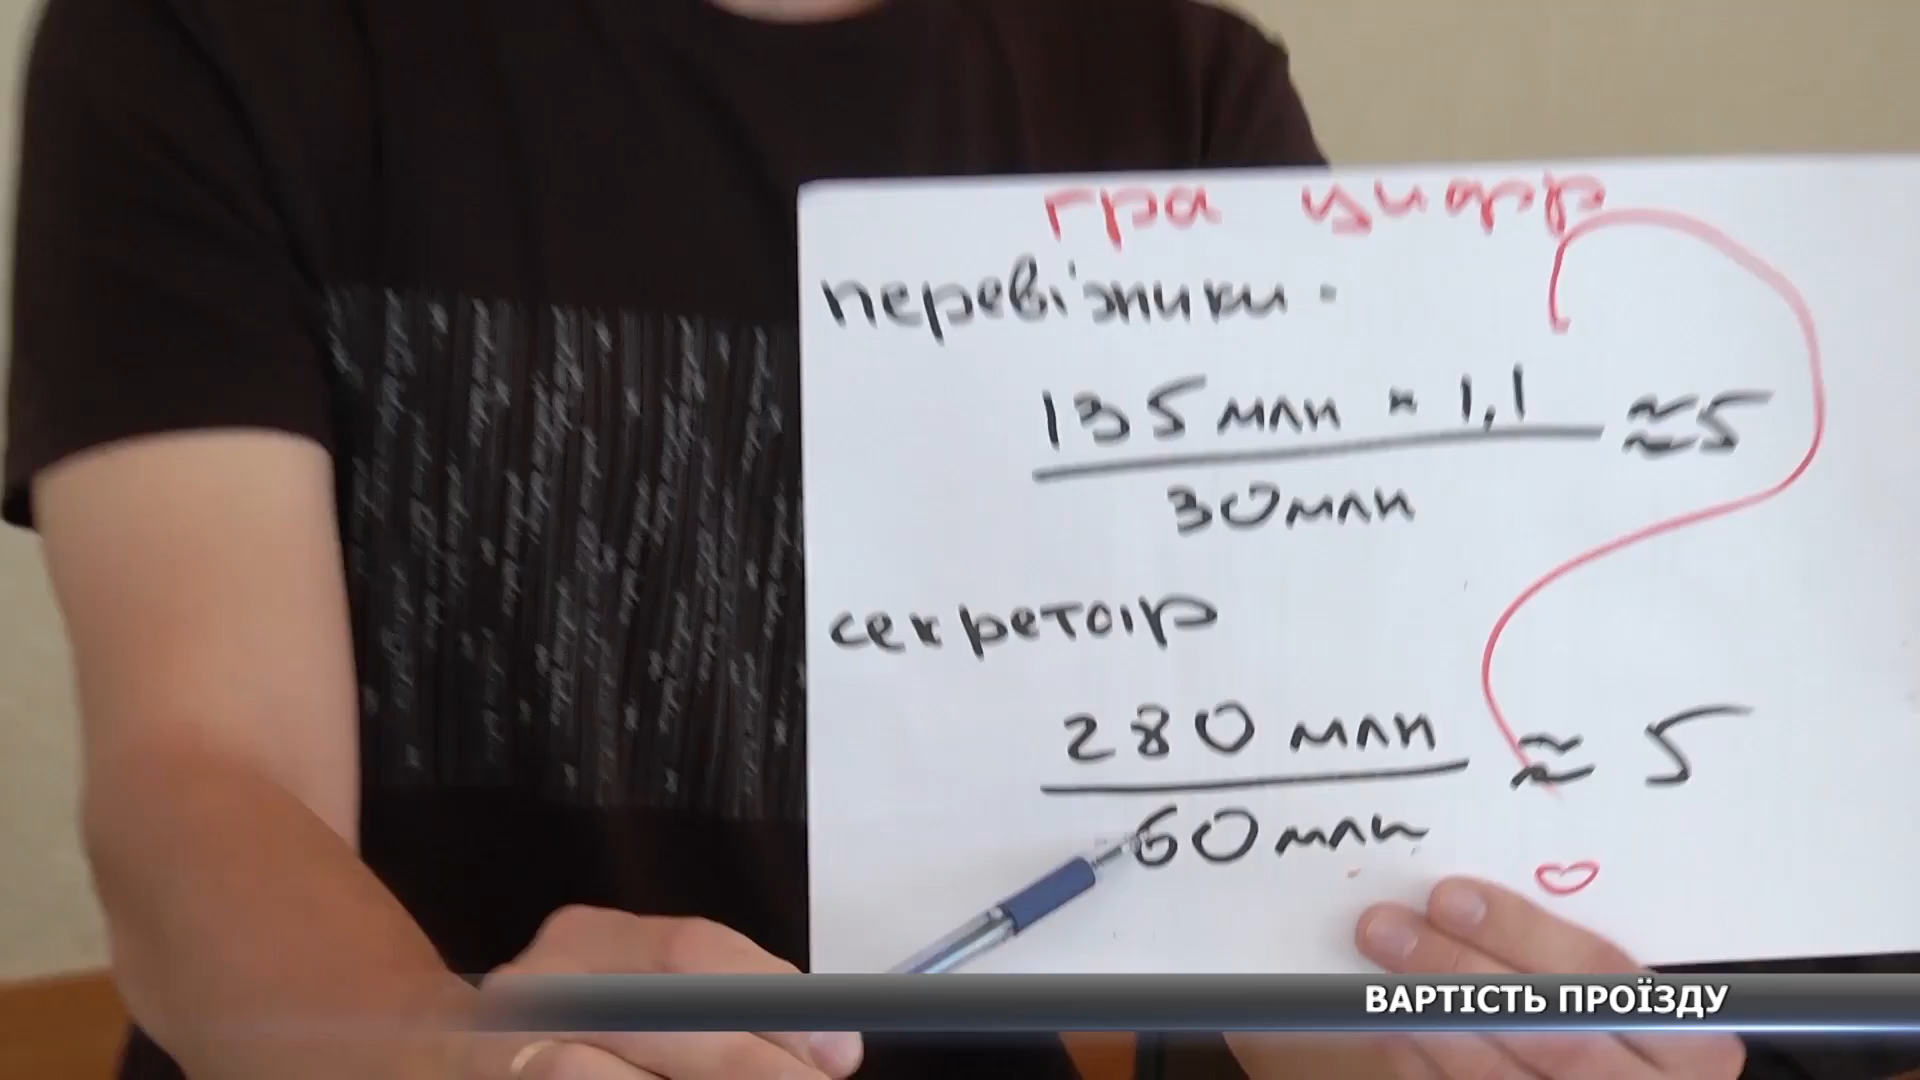 гра цифр
перевізники -
135 млн × 1,1 ≈ 5
30 млн
секретар
280 млн ≈ 5
60 млн
ВАРТІСТЬ ПРОЇЗДУ